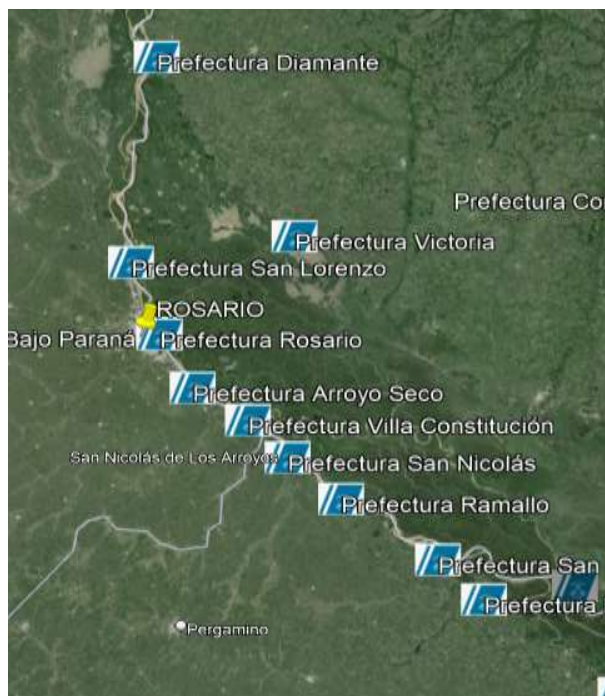 Prefectura Diamante
Prefectura Co
Prefectura Victoria
Prefectura San Lorenzo
ROSARIO
Bajo Paraná
Prefectura Rosario
Prefectura Arroyo Seco
Prefectura Villa Constitución
San Nicolás de Los Arroyos
Prefectura San Nicolás
Prefectura Ramallo
Prefectura San
Prefectura
Pergamino